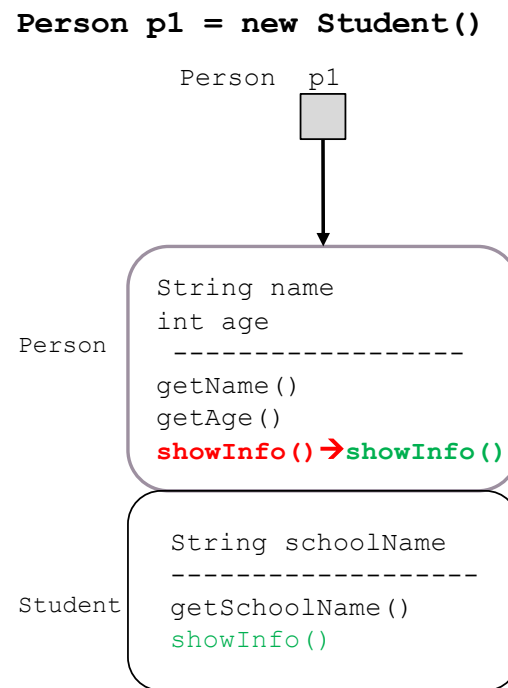 Person p1 = new Student()
Person p1
String name
int age
Person
------------------
getName()
getAge()
showInfo()→showInfo()
String schoolName
-------------------
Student
getSchoolName()
showInfo()